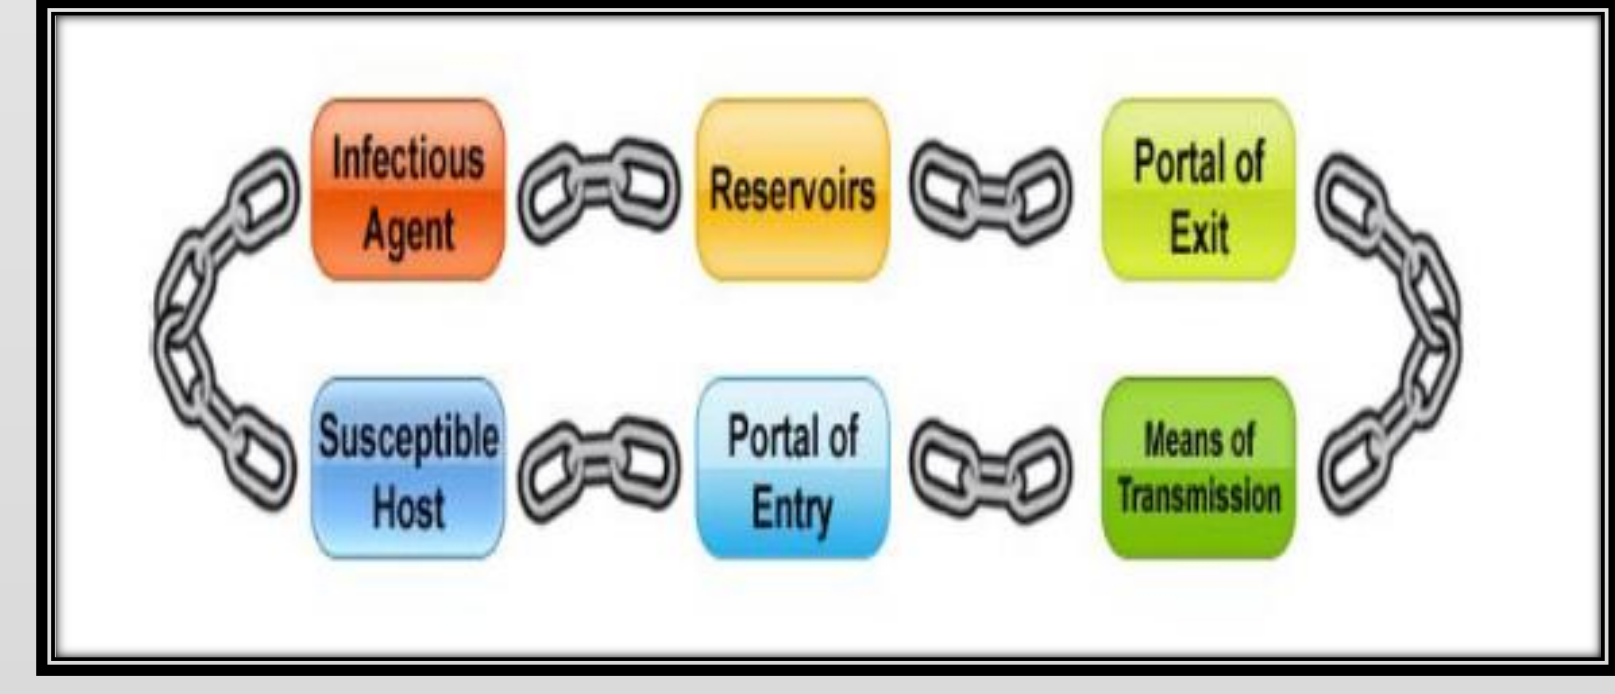 Infectious
Agent
Reservoirs
Portal of
Exit
Susceptible
Host
Portal of
Entry
Means of
Transmission